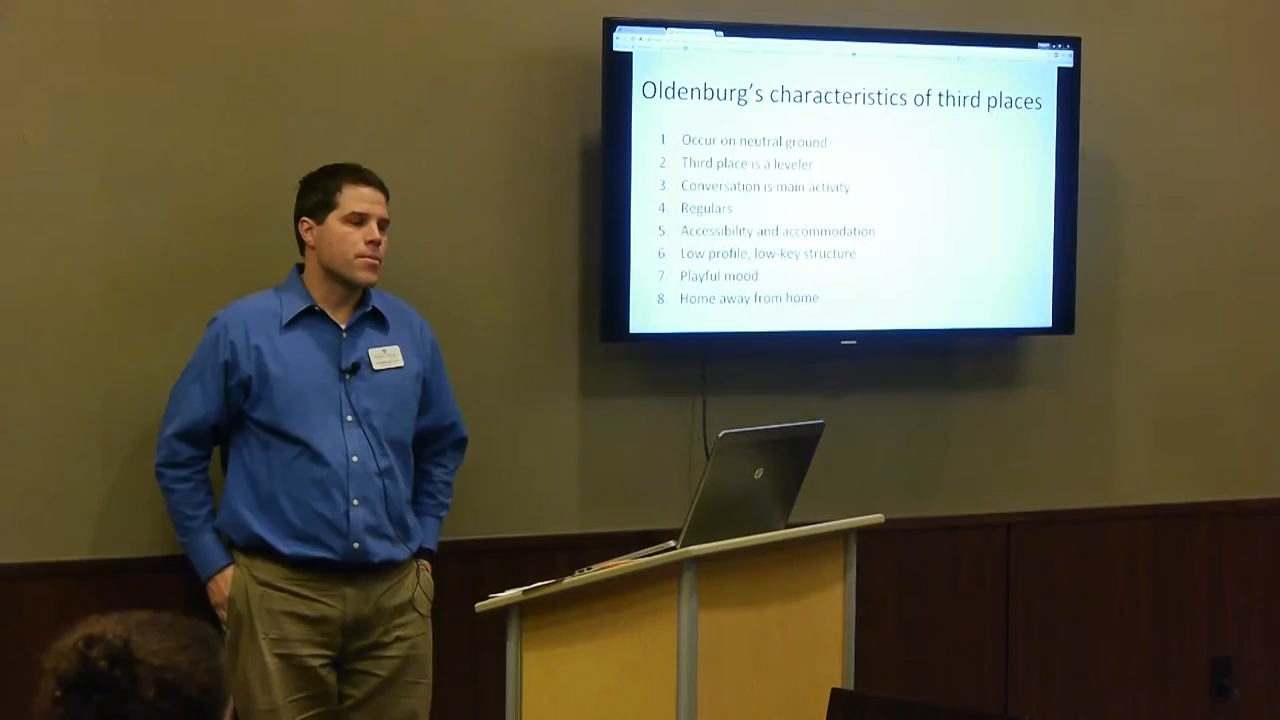 Oldenburg's characteristics of third places
1 Occur on neutral ground
2. Third place is a leveler
3. Conversation is main activity
4. Regulars
5 Accessibility and accommodation
6 Low profile, low-key structure
7 Playful mood
8. Home away from home
SAMSUNG
hp